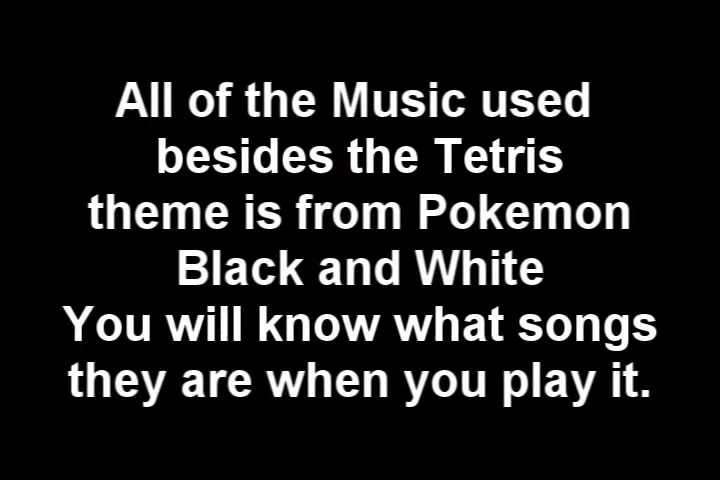 All of the Music used
besides the Tetris
theme is from Pokemon
Black and White
You will know what songs
they are when you play it.